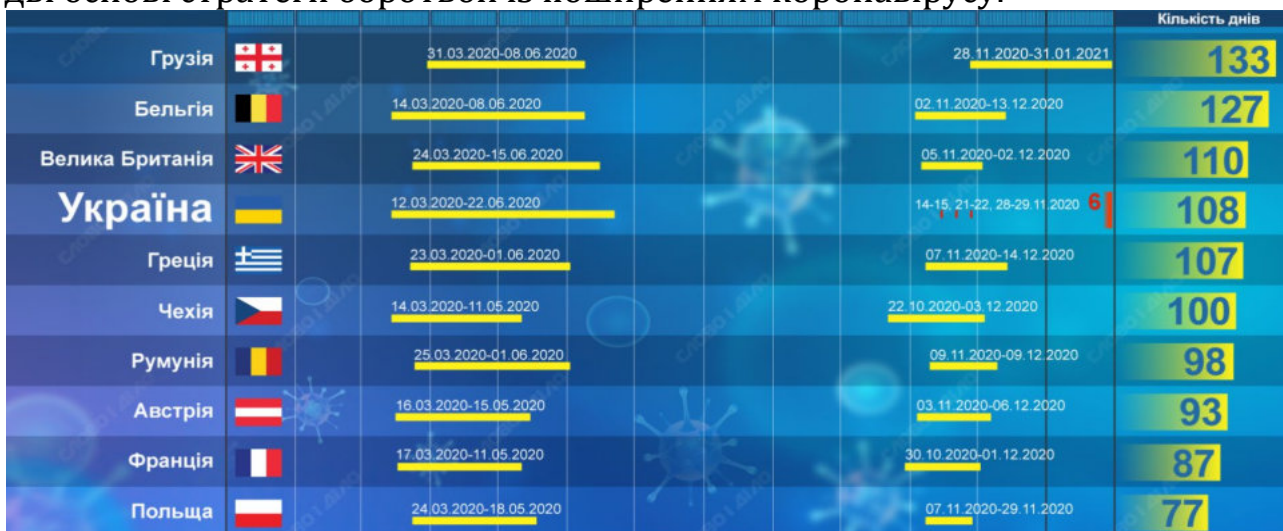 основі стратегії боротьби із поширенням коронавірусу.
Кількість днів
Грузія 31.03.2020-08.06.2020 28.11.2020-31.01.2021 133
Бельгія 14.03.2020-08.06.2020 02.11.2020-13.12.2020 127
Велика Британія 24.03.2020-15.06.2020 05.11.2020-02.12.2020 110
Україна 12.03.2020-22.06.2020 14-15, 21-22, 28-29.11.2020 6 108
Греція 23.03.2020-01.06.2020 07.11.2020-14.12.2020 107
Чехія 14.03.2020-11.05.2020 22.10.2020-03.12.2020 100
Румунія 25.03.2020-01.06.2020 09.11.2020-09.12.2020 98
Австрія 16.03.2020-15.05.2020 03.11.2020-06.12.2020 93
Франція 17.03.2020-11.05.2020 30.10.2020-01.12.2020 87
Польща 24.03.2020-18.05.2020 07.11.2020-29.11.2020 77